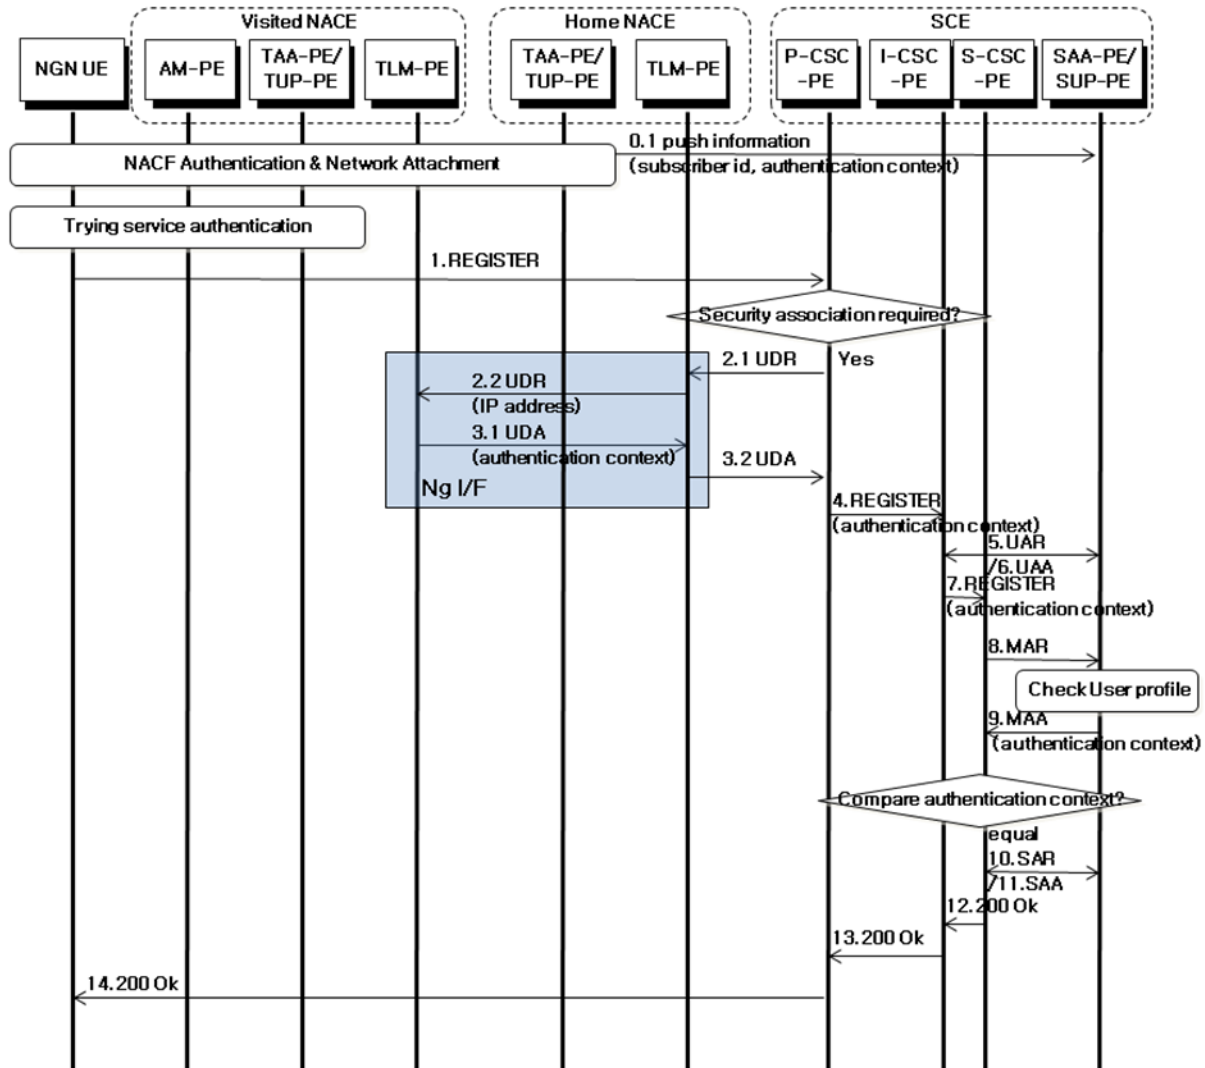 Visited NACE
Home NACE
SCE
NGN UE
AM-PE
TAA-PE/
TUP-PE
TLM-PE
TAA-PE/
TUP-PE
TLM-PE
P-CSC
-PE
I-CSC
-PE
S-CSC
-PE
SAA-PE/
SUP-PE
0.1 push information
(subscriber id, authentication context)
NACF Authentication & Network Attachment
Trying service authentication
1.REGISTER
Security association required?
Yes
2.1 UDR
2.2 UDR
(IP address)
3.1 UDA
(authentication context)
3.2 UDA
Ng I/F
4.REGISTER
(authentication context)
5.UAR
/6.UAA
7.REGISTER
(authentication context)
8.MAR
Check User profile
9.MAA
(authentication context)
Compare authentication context?
equal
10.SAR
/11.SAA
12.200 Ok
13.200 Ok
14.200 Ok